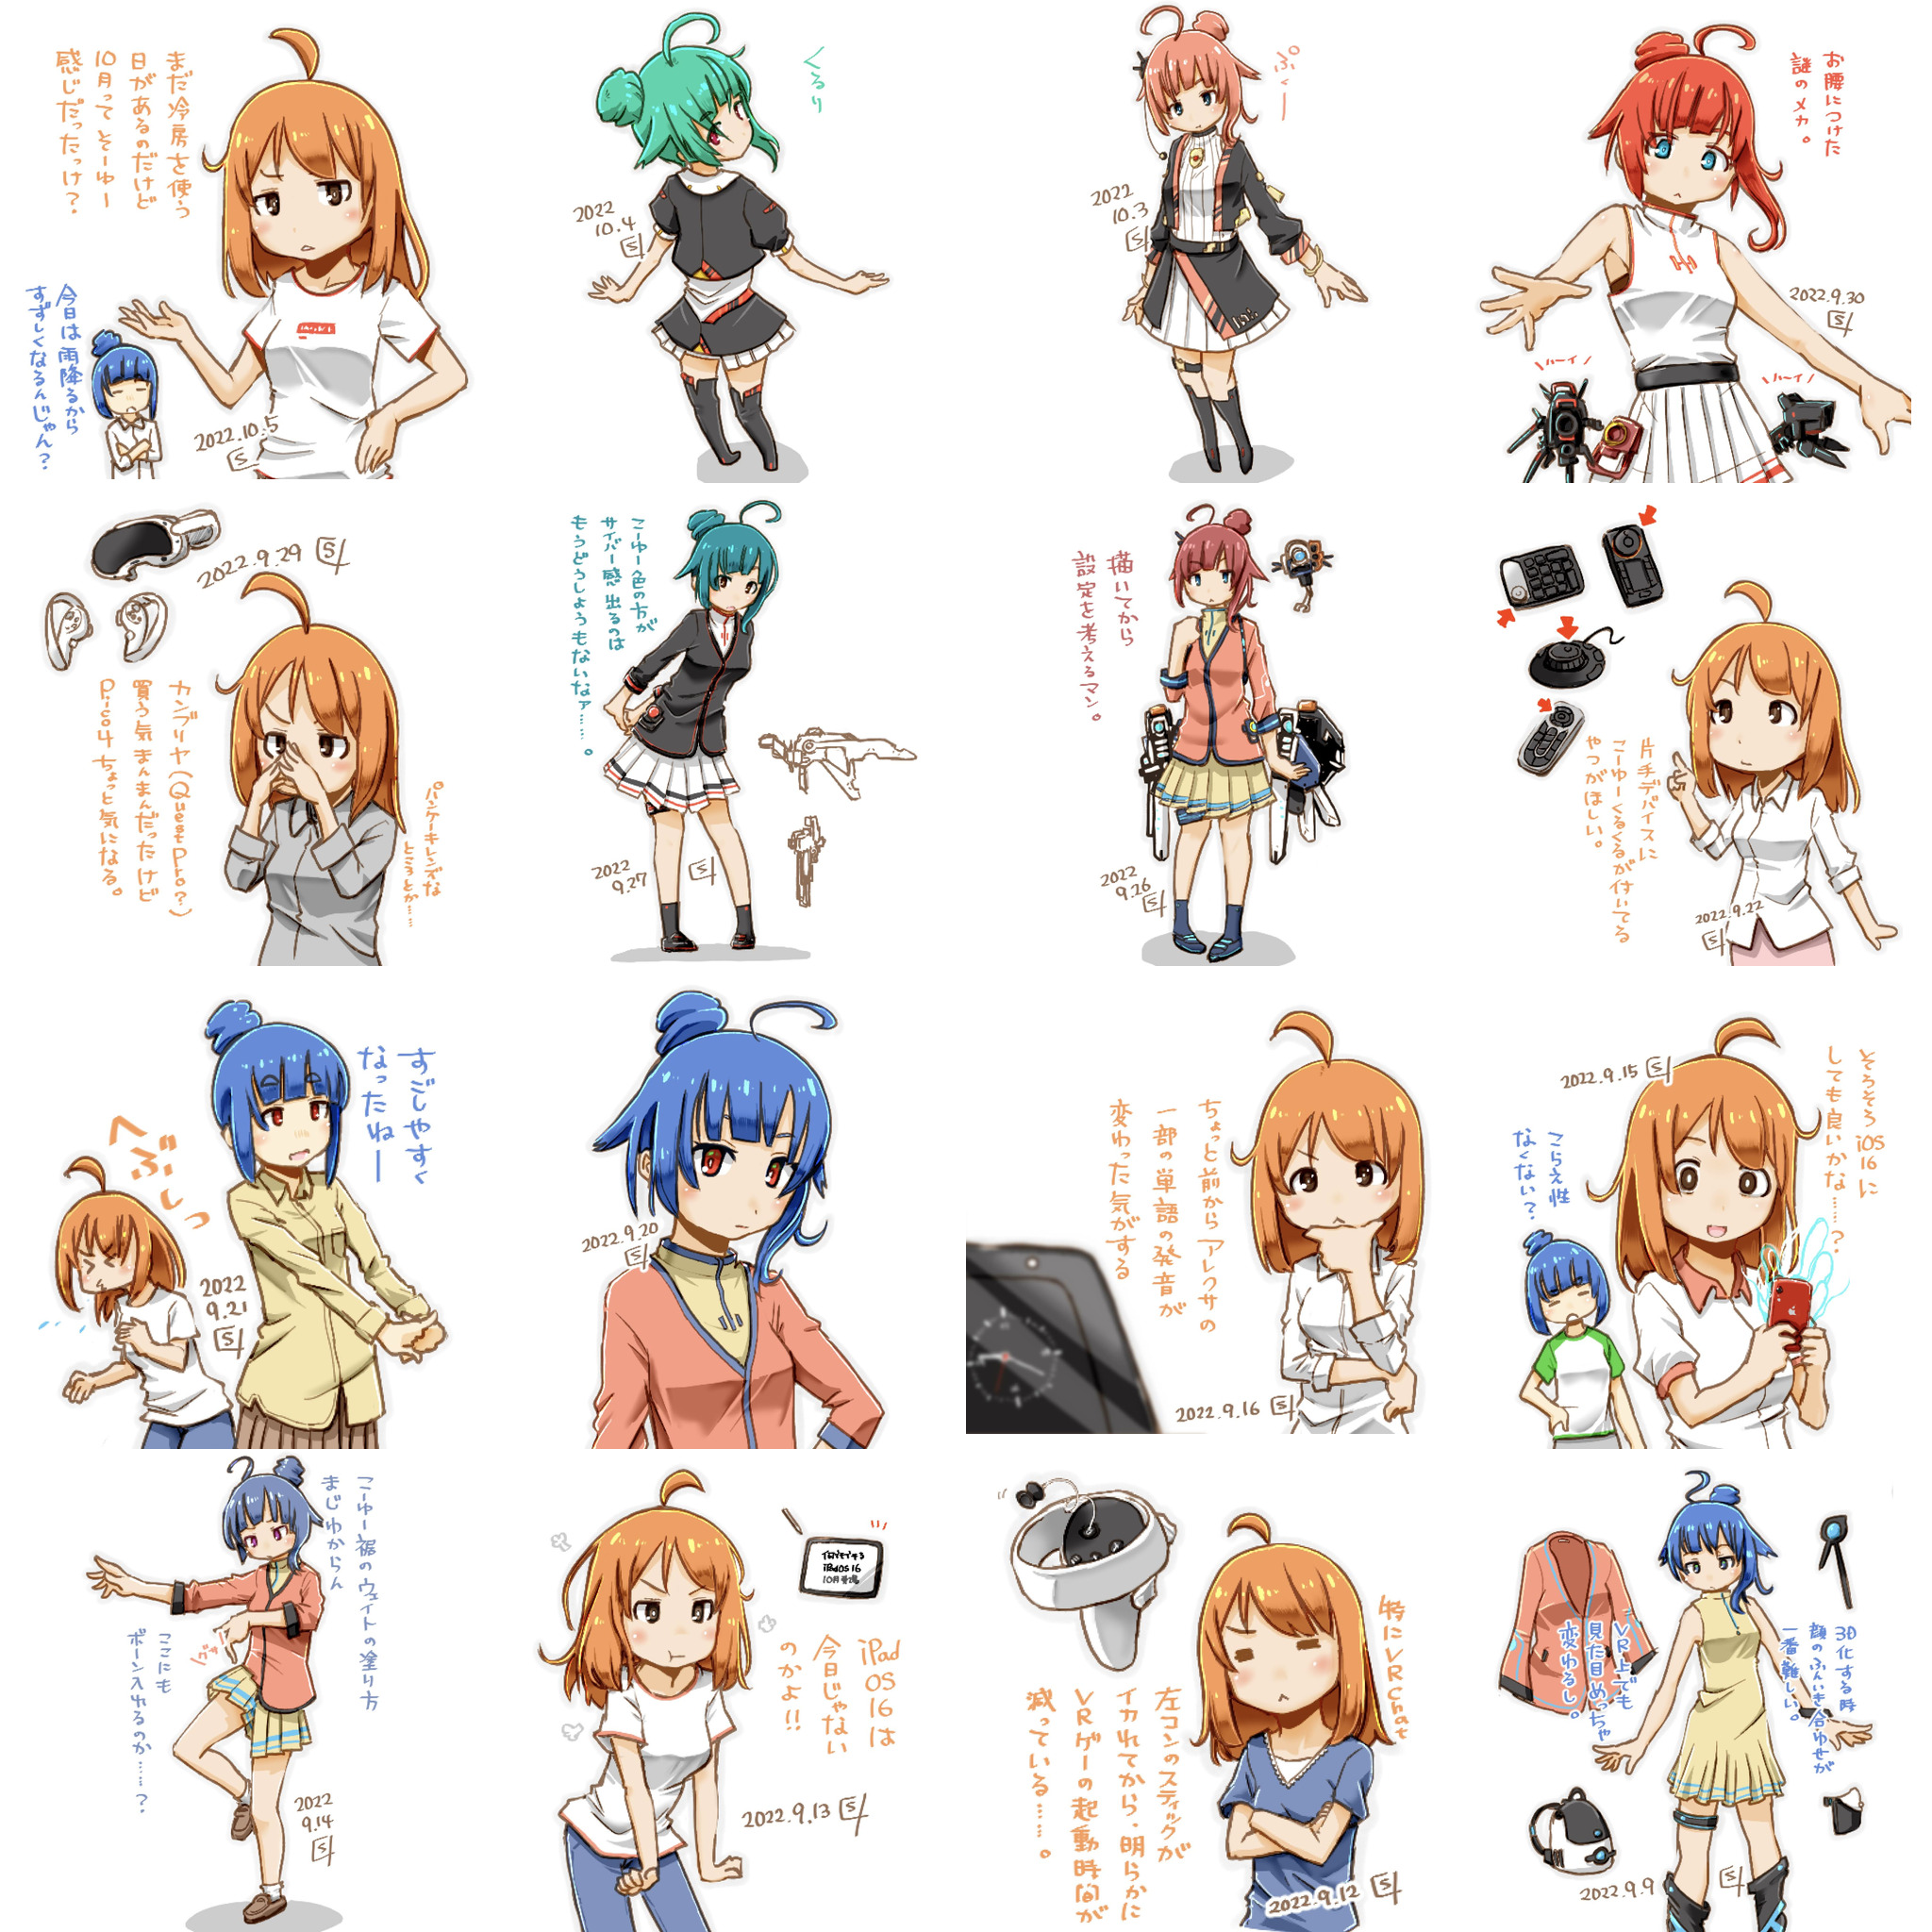 まだ冷房を使う
日があるのだけど
10月ってそーゆー
感じだったっけ?
今日は雨降るから
すずしくなるんじゃん?
2022.10.5
くるり
2022
10.4
ぷくー
2022
10.3
お腰につけた
謎のメカ。
ハーイ
ハーイ
2022.9.30
2022.9.29
カンブリヤ(Quest Pro?)
買う気まんまんだったけど
Pico4ちょっと気になる。
パンケーキレンズな
ところとか……
こーゆー色の方が
サイバー感 出るのは
もうどうしようもないなァ……。
2022
9.27
描いてから
設定を考えるマン。
2022
9.26
片手デバイスに
こーゆーくるくるが付いてる
やつがほしい。
2022.9.22
すごしやすく
なったねー
へぶしっ
2022
9.21
2022.9.20
ちょっと前からアレクサの
一部の単語の発音が
変わった気がする
2022.9.16
2022.9.15
そろそろiOS
16に
しても良いかな……?
こらえ性
なくない?
こーゆー裾のウェイトの塗り方
まじわからん
ここにも
ボーン入れるのか……?
2022
9.14
iPadOS16
10月登場
iPad
OS
16は
今日じゃない
のかよ!!
2022.9.13
特にVRChat
左コンのスティックが
イカれてから、明らかに
VRゲーの起動時間が
減っている……。
2022.9.12
3D化する時
顔のふんいき合わせが
一番難しい。
VR上でも
見た目めっちゃ
変わるし。
2022.9.9